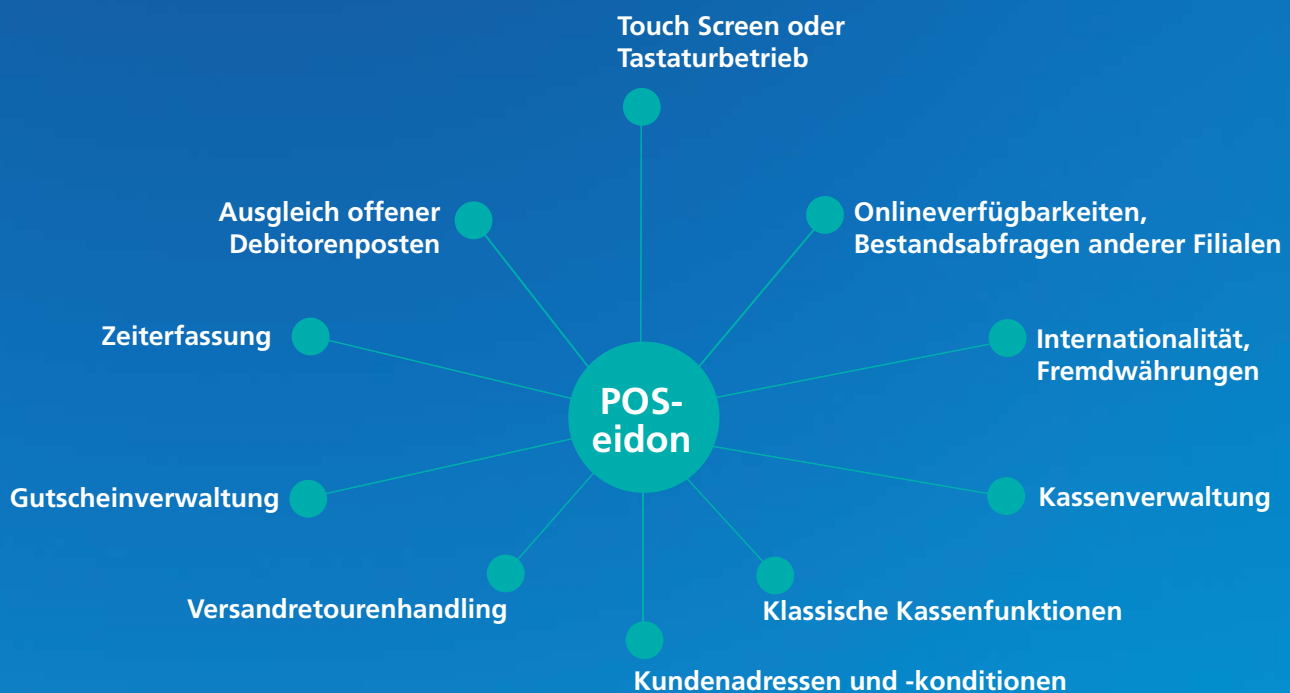 Touch Screen oder
Tastaturbetrieb
Ausgleich offener
Debitorenposten
Onlineverfügbarkeiten,
Bestandsabfragen anderer Filialen
Zeiterfassung
Internationalität,
Fremdwährungen
POS-
eidon
Gutscheinverwaltung
Kassenverwaltung
Versandretourenhandling
Klassische Kassenfunktionen
Kundenadressen und -konditionen